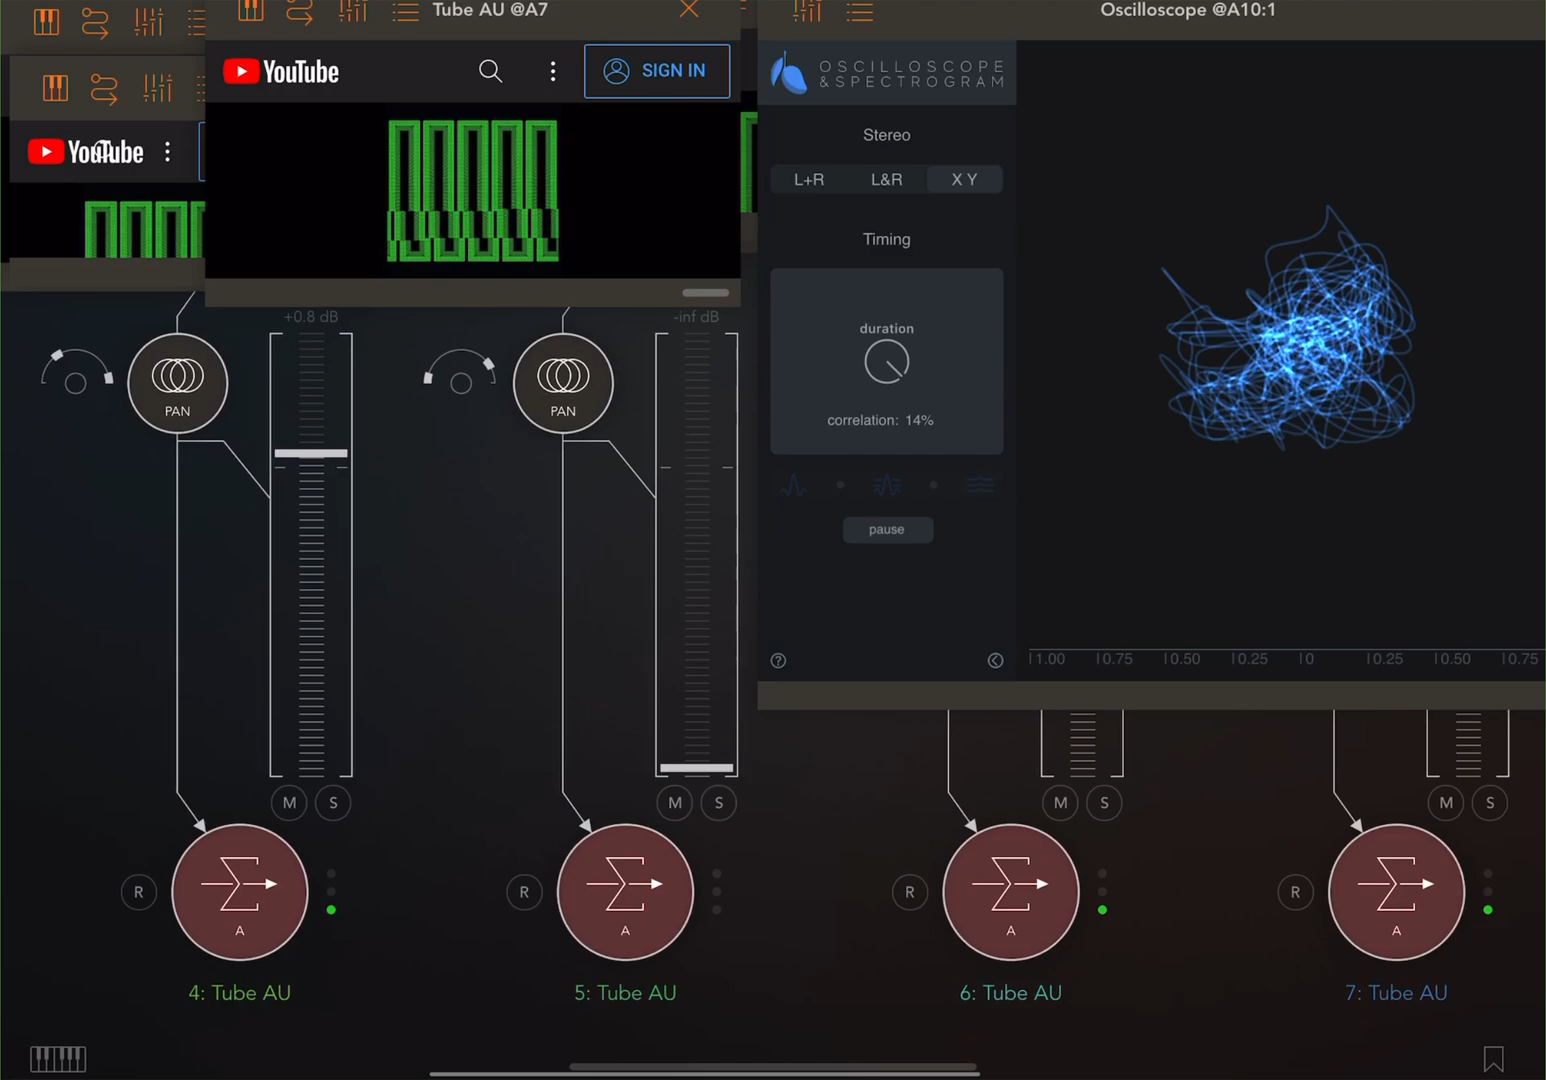 Tube AU @A7
Oscilloscope @A10:1
YouTube
SIGN IN
YouTube
OSCILLOSCOPE
&SPECTROGRAM
Stereo
L+R
L&R
X Y
Timing
duration
correlation: 14%
pause
+0.8 dB
-inf dB
PAN
PAN
1.00
0.75
0.50
0.25
0
0.25
0.50
0.75
M
S
M
S
M
S
M
S
R
A
R
A
R
A
R
A
4: Tube AU
5: Tube AU
6: Tube AU
7: Tube AU